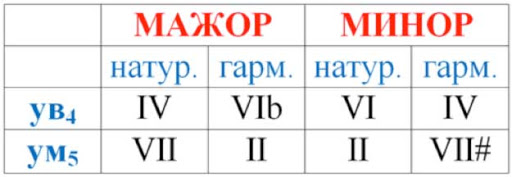 МАЖОР МИНОР
натур. гарм. натур. гарм.
ув4 IV VIb VI IV
ум5 VII II II VII#